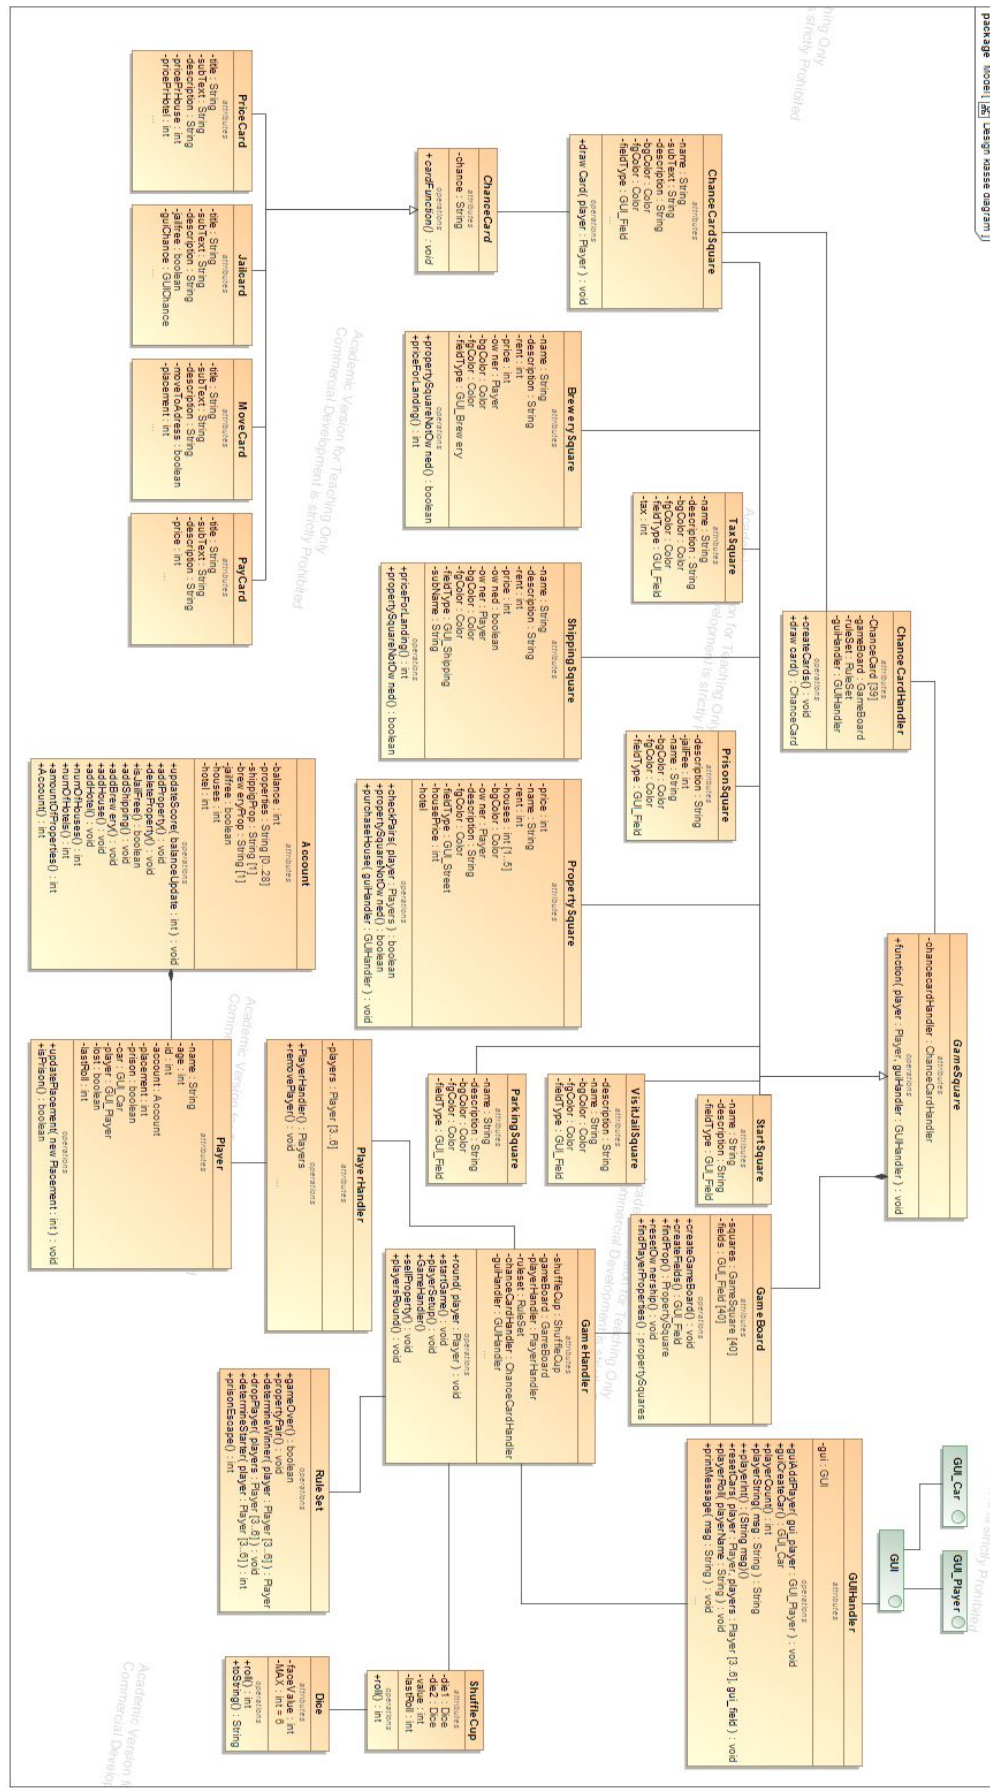 package Model[ Design klasse diagram ]
GUI_Car
GUI_Player
GUI
GUIHandler
attributes
-gui : GUI
operations
+guiAddPlayer( gui_player : GUI_Player ) : void
+guiCreateCar() : GUI_Car
+playerCount() : int
+playerString( msg : String ) : String
++playerInt() : (String msg)()
+resetCars( player : Player, players : Player [3..6], gui_field ) : void
+playerRoll( playerName : String ) : void
+printMessage( msg : String ) : void
...
GameSquare
attributes
-chancecardHandler : ChanceCardHandler
operations
+function( player : Player, guiHandler : GUIHandler ) : void
ChanceCardHandler
attributes
-ChanceCard [39]
-gameBoard : GameBoard
-ruleSet : RuleSet
-guiHandler : GUIHandler
operations
+createCards() : void
+draw card() : ChanceCard
GameBoard
attributes
-squares : GameSquare [40]
-fields : GUI_Field [40]
operations
+createGameBoard() : void
+createFields() : GUI_Field
+findProp() : PropertySquare
+resetOwnership() : void
+findPlayerProperties() : propertySquares
StartSquare
attributes
-name : String
-description : String
-fieldType : GUI_Field
ChanceCardSquare
attributes
-name : String
-subText : String
-description : String
-bgColor : Color
-fgColor : Color
-fieldType : GUI_Field
...
operations
+draw Card( player : Player ) : void
TaxSquare
attributes
-name : String
-description : String
-bgColor : Color
-fgColor : Color
-fieldType : GUI_Field
-tax : int
PrisonSquare
attributes
-description : String
-jailFee : int
-name : String
-bgColor : Color
-fgColor : Color
-fieldType : GUI_Field
VisitJailSquare
attributes
-description : String
-name : String
-bgColor : Color
-fgColor : Color
-fieldType : GUI_Field
BrewerySquare
attributes
-name : String
-description : String
-rent : int
-price : int
-owner : Player
-bgColor : Color
-fgColor : Color
-fieldType : GUI_Brewery
operations
+propertySquareNotOwned() : boolean
+priceForLanding() : int
ShippingSquare
attributes
-name : String
-description : String
-rent : int
-price : int
-owned : boolean
-owner : Player
-bgColor : Color
-fgColor : Color
-fieldType : GUI_Shipping
-subName : String
operations
+priceForLanding() : int
+propertySquareNotOwned() : boolean
PropertySquare
attributes
-price : int
-name : String
-rent : int
-houses : int [1..5]
-bgColor : Color
-owner : Player
-description : String
-fgColor : Color
-fieldType : GUI_Street
-housePrice : int
-hotel : int
operations
+checkPairs( player : Players ) : boolean
+propertySquareNotOwned() : boolean
+purchaseHouse( guiHandler : GUIHandler ) : void
ParkingSquare
attributes
-name : String
-description : String
-bgColor : Color
-fgColor : Color
-fieldType : GUI_Field
GameHandler
attributes
-shuffleCup : ShuffleCup
-gameBoard : GameBoard
-playerHandler : PlayerHandler
-ruleset : RuleSet
-chanceCardHandler : ChanceCardHandler
-guiHandler : GUIHandler
...
operations
+round( player : Player ) : void
+startGame() : void
+playerSetup() : void
+GameHandler()
+sellProperty() : void
+playersRound() : void
ChanceCard
attributes
-chance : String
operations
+cardFunction() : void
ShuffleCup
attributes
-die1 : Dice
-die2 : Dice
-value : int
-lastRoll : int
operations
+roll() : int
PlayerHandler
attributes
-players : Player [3..6]
operations
+PlayerHandler() : Players
+removePlayer() : void
...
RuleSet
operations
+gameOver() : boolean
+propertyPair() : void
+determineWinner( player : Player [3..6] ) : Player
+dropPlayer( players : Player [3..6] ) : void
+determineStarter( player : Player [3..6] ) : int
+prisonEscape() : int
Dice
attributes
-faceValue : int
-MAX : int = 6
operations
+roll() : int
+toString() : String
PriceCard
attributes
-title : String
-subText : String
-description : String
-pricePrHouse : int
-pricePrHotel : int
...
Jailcard
attributes
-title : String
-subText : String
-description : String
-jailfree : boolean
-guiChance : GUIChance
...
MoveCard
attributes
-title : String
-subText : String
-description : String
-moveToAdress : boolean
-placement : int
...
PayCard
attributes
-title : String
-subText : String
-description : String
-price : int
...
Account
attributes
-balance : int
-properties : String [0..28]
-shippingProp : String [1]
-breweryProp : String [1]
-jailfree : boolean
-houses : int
-hotel : int
operations
+updateScore( balanceUpdate : int ) : void
+addProperty() : void
+deleteProperty() : void
+isJailFree() : boolean
+addShipping() : void
+addBrewery() : void
+addHouse() : void
+addHotel() : void
+numOfHouses() : int
+numOfHotels() : int
+amountOfProperties() : int
+Account() : int
Player
attributes
-name : String
-age : int
-id : int
-account : Account
-placement : int
-prison : boolean
-car : GUI_Car
-player : GUI_Player
-lost : boolean
-lastRoll : int
operations
+updatePlacement( newPlacement : int ) : void
+isPrison() : boolean
Academic Version for Teaching Only
Commercial Development is strictly Prohibited